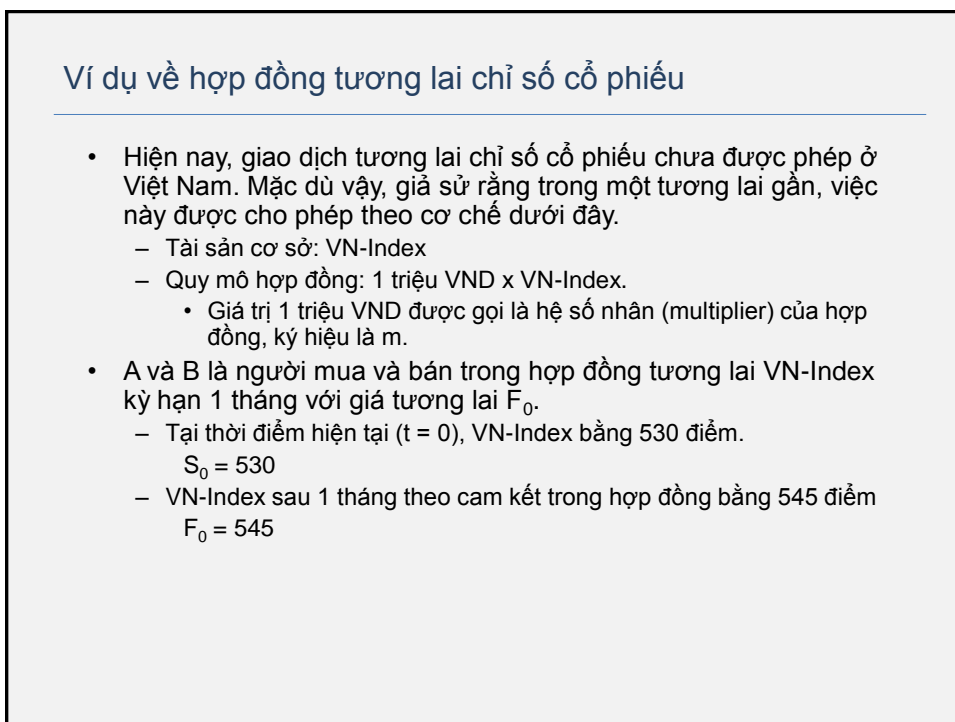 Ví dụ về hợp đồng tương lai chỉ số cổ phiếu
• Hiện nay, giao dịch tương lai chỉ số cổ phiếu chưa được phép ở
Việt Nam. Mặc dù vậy, giả sử rằng trong một tương lai gần, việc
này được cho phép theo cơ chế dưới đây.
– Tài sản cơ sở: VN-Index
– Quy mô hợp đồng: 1 triệu VND x VN-Index.
• Giá trị 1 triệu VND được gọi là hệ số nhân (multiplier) của hợp
đồng, ký hiệu là m.
• A và B là người mua và bán trong hợp đồng tương lai VN-Index
kỳ hạn 1 tháng với giá tương lai F₀.
– Tại thời điểm hiện tại (t = 0), VN-Index bằng 530 điểm.
S₀ = 530
– VN-Index sau 1 tháng theo cam kết trong hợp đồng bằng 545 điểm
F₀ = 545